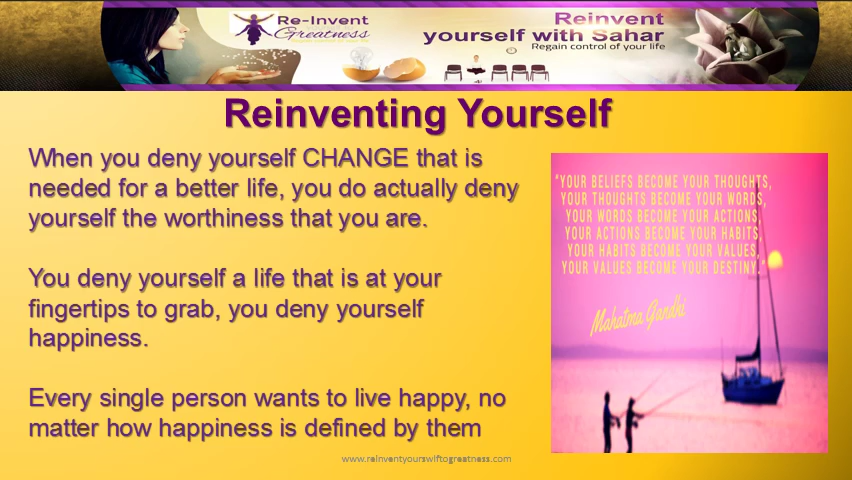 Re-Invent
Greatness
Reinvent
yourself with Sahar
Regain control of your life
Reinventing Yourself
When you deny yourself CHANGE that is
needed for a better life, you do actually deny
yourself the worthiness that you are.
You deny yourself a life that is at your
fingertips to grab, you deny yourself
happiness.
Every single person wants to live happy, no
matter how happiness is defined by them
"YOUR BELIEFS BECOME YOUR THOUGHTS,
YOUR THOUGHTS BECOME YOUR WORDS,
YOUR WORDS BECOME YOUR ACTIONS,
YOUR ACTIONS BECOME YOUR HABITS,
YOUR HABITS BECOME YOUR VALUES,
YOUR VALUES BECOME YOUR DESTINY."
Mahatma Gandhi
www.reinventyourswiftogreatness.com